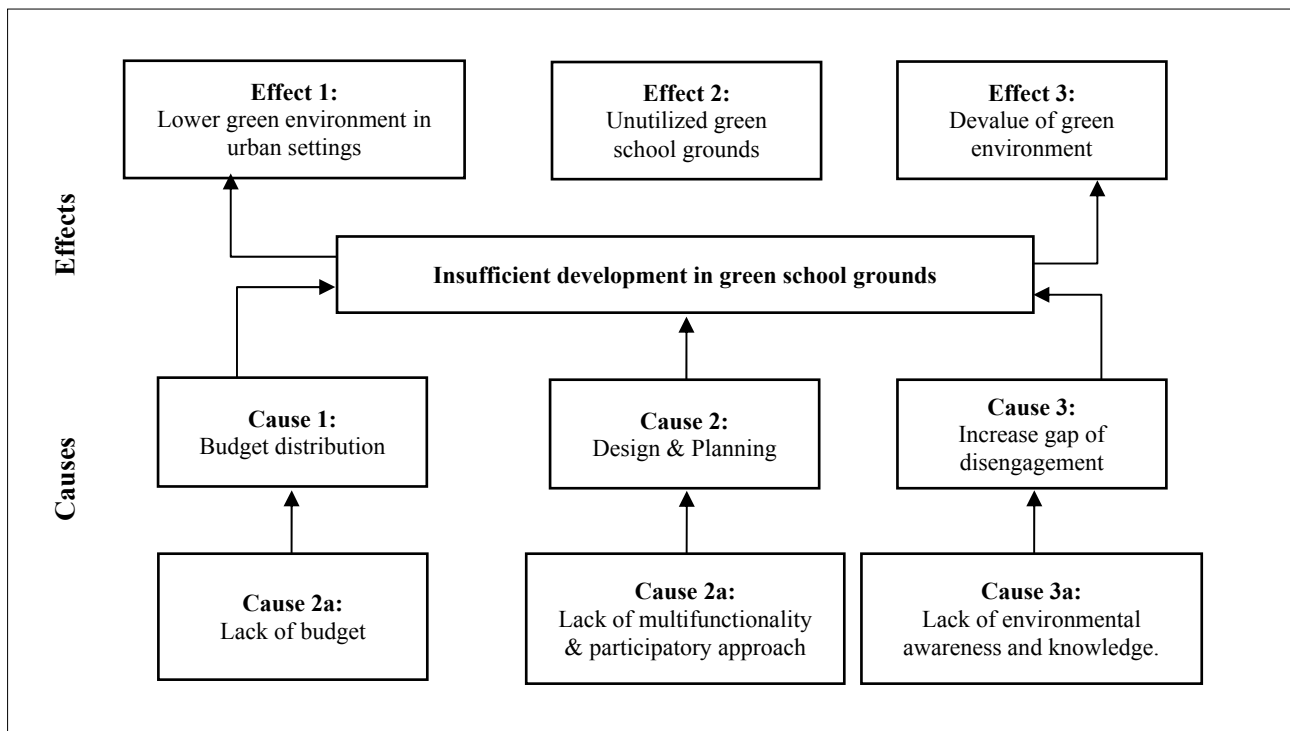 Effect 1:
Lower green environment in
urban settings
Effect 2:
Unutilized green
school grounds
Effect 3:
Devalue of green
environment
Effects
Insufficient development in green school grounds
Causes
Cause 1:
Budget distribution
Cause 2:
Design & Planning
Cause 3:
Increase gap of
disengagement
Cause 2a:
Lack of budget
Cause 2a:
Lack of multifunctionality
& participatory approach
Cause 3a:
Lack of environmental
awareness and knowledge.